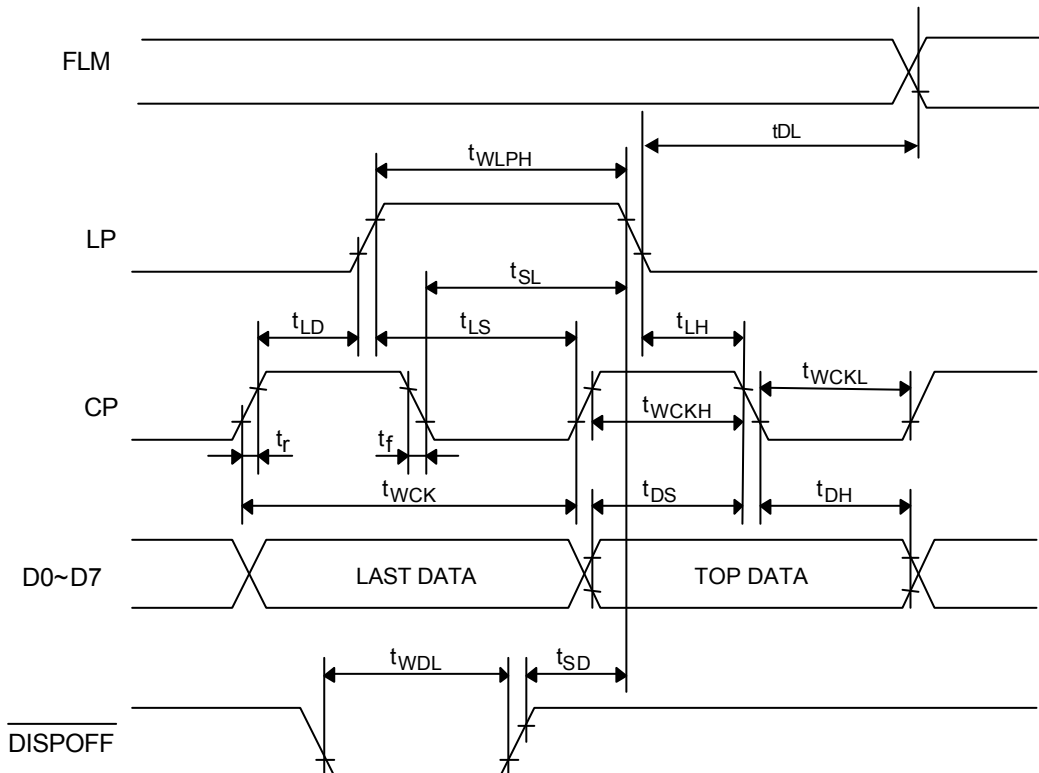 FLM
tDL
tWLPH
LP
tSL
tLD
tLS
tLH
tWCKL
CP
tWCKH
tr
tf
tWCK
tDS
tDH
D0~D7
LAST DATA
TOP DATA
tWDL
tSD
DISPOFF